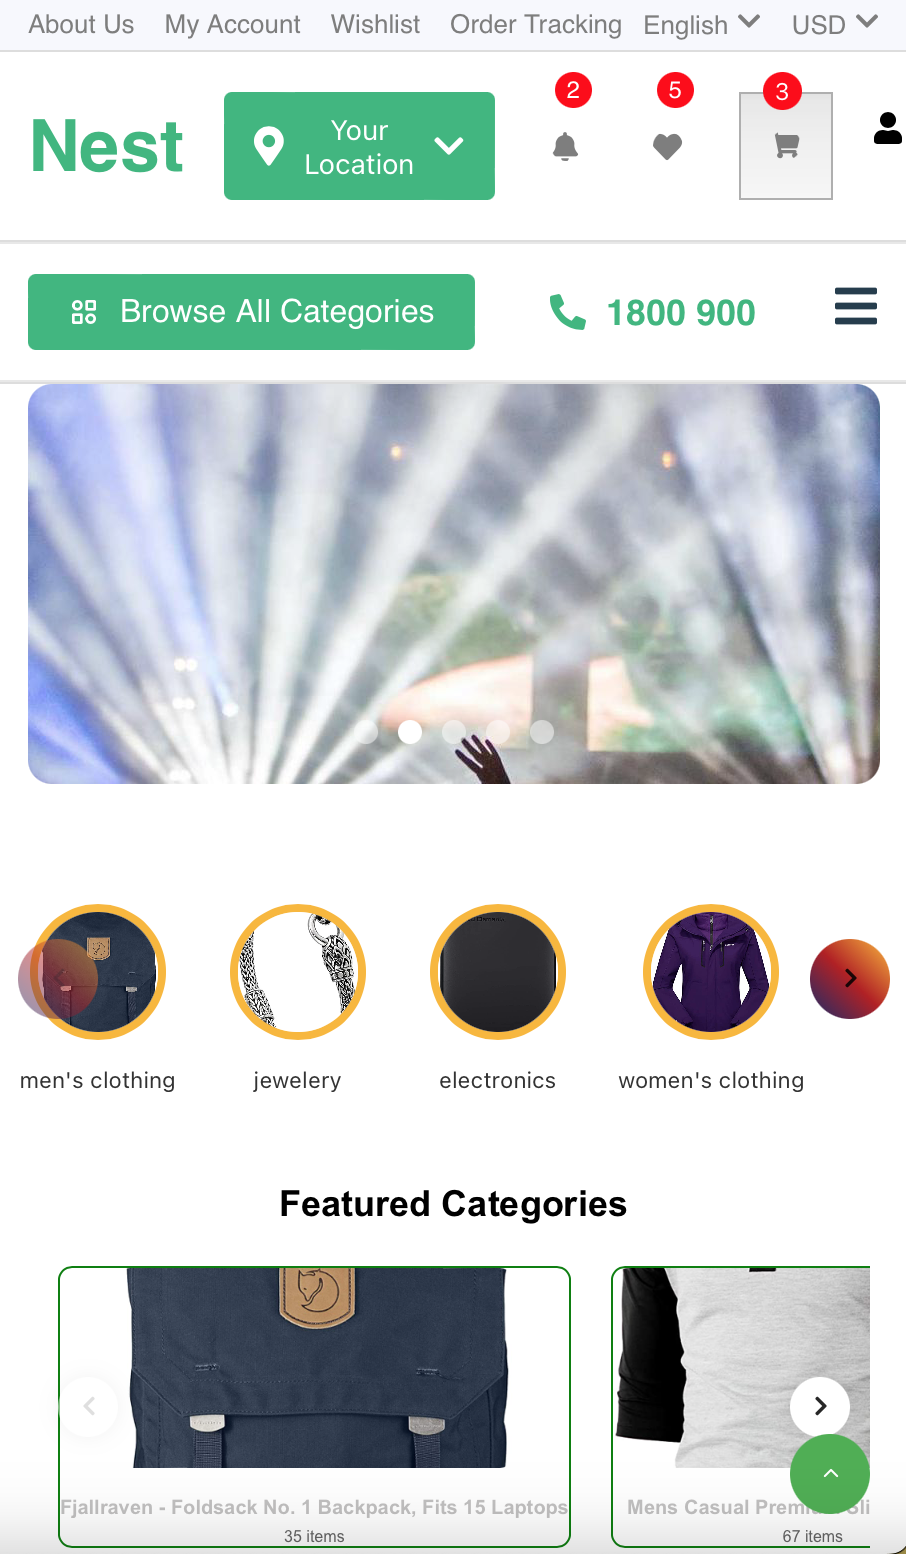 About Us My Account Wishlist Order Tracking English USD
2 5 3
Nest
Your
Location
Browse All Categories 1800 900
men's clothing jewelery electronics women's clothing
Featured Categories
Fjallraven - Foldsack No. 1 Backpack, Fits 15 Laptops
35 items
Mens Casual Premi
67 items